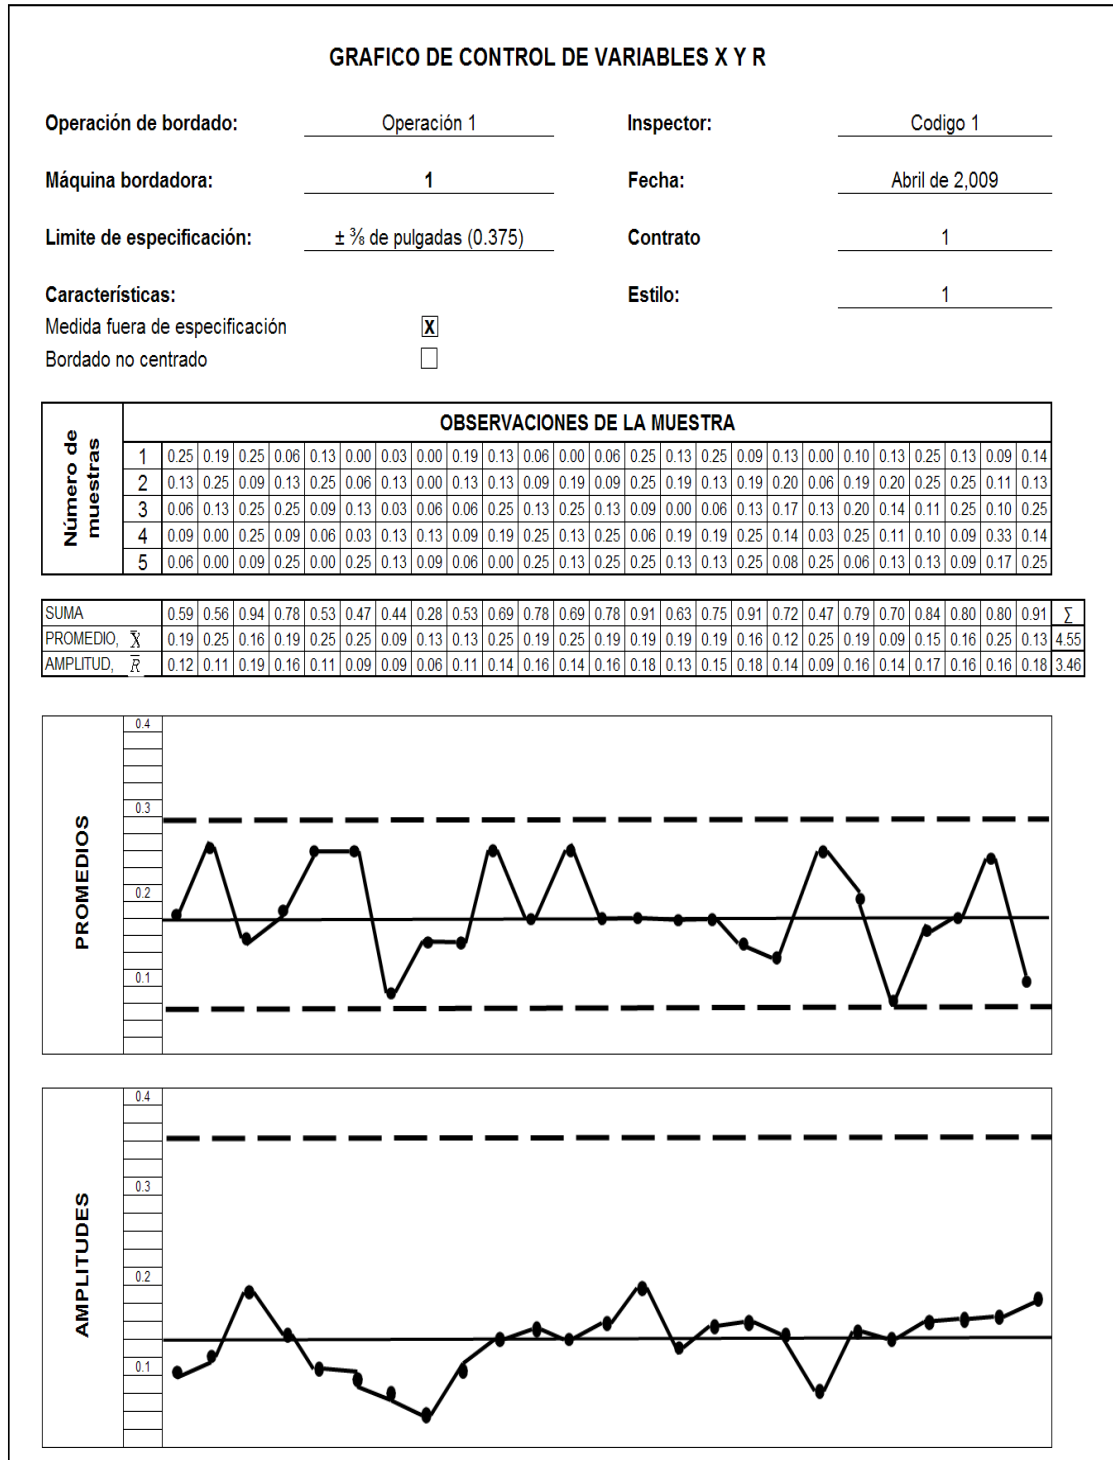 GRAFICO DE CONTROL DE VARIABLES X Y R
Operación de bordado: Operación 1 Inspector: Codigo 1
Máquina bordadora: 1 Fecha: Abril de 2,009
Limite de especificación: ± ⅜ de pulgadas (0.375) Contrato 1
Características: Estilo: 1
Medida fuera de especificación X
Bordado no centrado
Número de muestras
OBSERVACIONES DE LA MUESTRA
1 0.25 0.19 0.25 0.06 0.13 0.00 0.03 0.00 0.19 0.13 0.06 0.00 0.06 0.25 0.13 0.25 0.09 0.13 0.00 0.10 0.13 0.25 0.13 0.09 0.14
2 0.13 0.25 0.09 0.13 0.25 0.06 0.13 0.00 0.13 0.13 0.09 0.19 0.09 0.25 0.19 0.13 0.19 0.20 0.06 0.19 0.20 0.25 0.25 0.11 0.13
3 0.06 0.13 0.25 0.25 0.09 0.13 0.03 0.06 0.06 0.25 0.13 0.25 0.13 0.09 0.00 0.06 0.13 0.17 0.13 0.20 0.14 0.11 0.25 0.10 0.25
4 0.09 0.00 0.25 0.09 0.06 0.03 0.13 0.13 0.09 0.19 0.25 0.13 0.25 0.06 0.19 0.19 0.25 0.14 0.03 0.25 0.11 0.10 0.09 0.33 0.14
5 0.06 0.00 0.09 0.25 0.00 0.25 0.13 0.09 0.06 0.00 0.25 0.13 0.25 0.25 0.13 0.13 0.25 0.08 0.25 0.06 0.13 0.13 0.09 0.17 0.25
SUMA 0.59 0.56 0.94 0.78 0.53 0.47 0.44 0.28 0.53 0.69 0.78 0.69 0.78 0.91 0.63 0.75 0.91 0.72 0.47 0.79 0.70 0.84 0.80 0.80 0.91 ∑
PROMEDIO, X̄ 0.19 0.25 0.16 0.19 0.25 0.25 0.09 0.13 0.13 0.25 0.19 0.25 0.19 0.19 0.19 0.19 0.16 0.12 0.25 0.19 0.09 0.15 0.16 0.25 0.13 4.55
AMPLITUD, R̄ 0.12 0.11 0.19 0.16 0.11 0.09 0.09 0.06 0.11 0.14 0.16 0.14 0.16 0.18 0.13 0.15 0.18 0.14 0.09 0.16 0.14 0.17 0.16 0.16 0.18 3.46
PROMEDIOS
0.4
0.3
0.2
0.1
AMPLITUDES
0.4
0.3
0.2
0.1